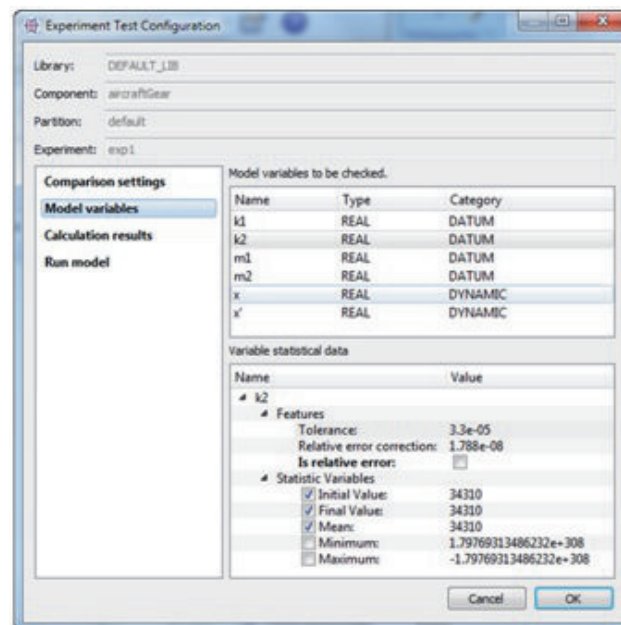 Experiment Test Configuration
Library: DEFAULT_LIB
Component: aircraftGear
Partition: default
Experiment: exp1
Comparison settings
Model variables
Calculation results
Run model
Model variables to be checked.
Name Type Category
k1 REAL DATUM
k2 REAL DATUM
m1 REAL DATUM
m2 REAL DATUM
x REAL DYNAMIC
x' REAL DYNAMIC
Variable statistical data
Name Value
k2
Features
Tolerance: 3.3e-05
Relative error correction: 1.788e-08
Is relative error:
Statistic Variables
Initial Value: 34310
Final Value: 34310
Mean: 34310
Minimum: 1.79769313486232e+308
Maximum: -1.79769313486232e+308
Cancel OK